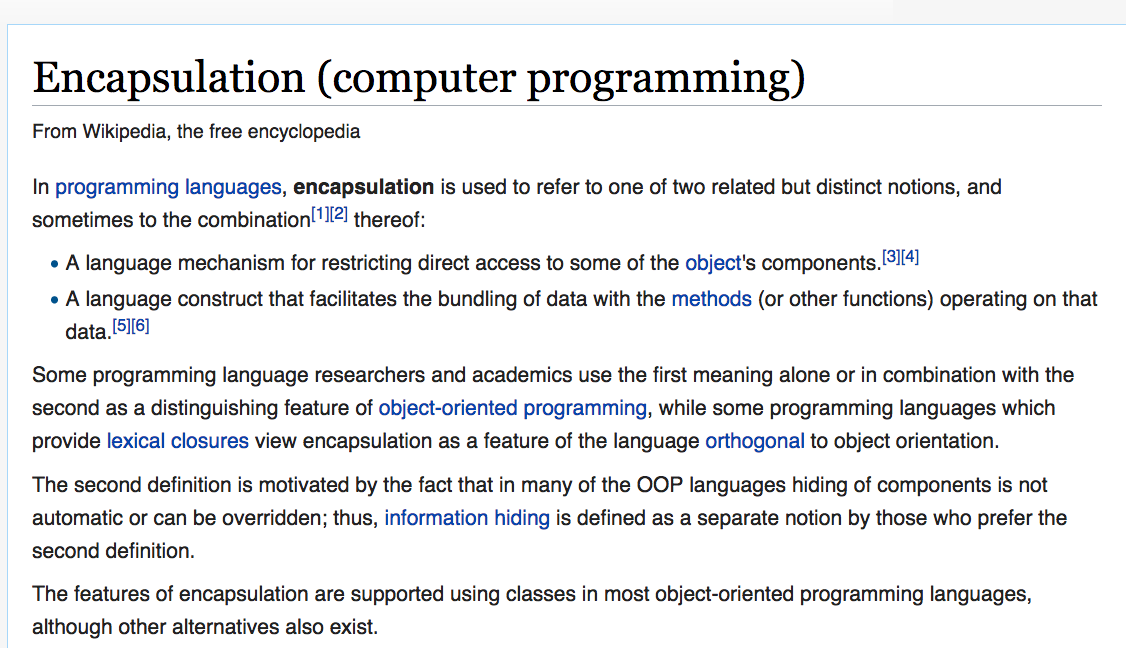 Encapsulation (computer programming)
From Wikipedia, the free encyclopedia
In programming languages, encapsulation is used to refer to one of two related but distinct notions, and
sometimes to the combination[1][2] thereof:
• A language mechanism for restricting direct access to some of the object's components.[3][4]
• A language construct that facilitates the bundling of data with the methods (or other functions) operating on that
data.[5][6]
Some programming language researchers and academics use the first meaning alone or in combination with the
second as a distinguishing feature of object-oriented programming, while some programming languages which
provide lexical closures view encapsulation as a feature of the language orthogonal to object orientation.
The second definition is motivated by the fact that in many of the OOP languages hiding of components is not
automatic or can be overridden; thus, information hiding is defined as a separate notion by those who prefer the
second definition.
The features of encapsulation are supported using classes in most object-oriented programming languages,
although other alternatives also exist.